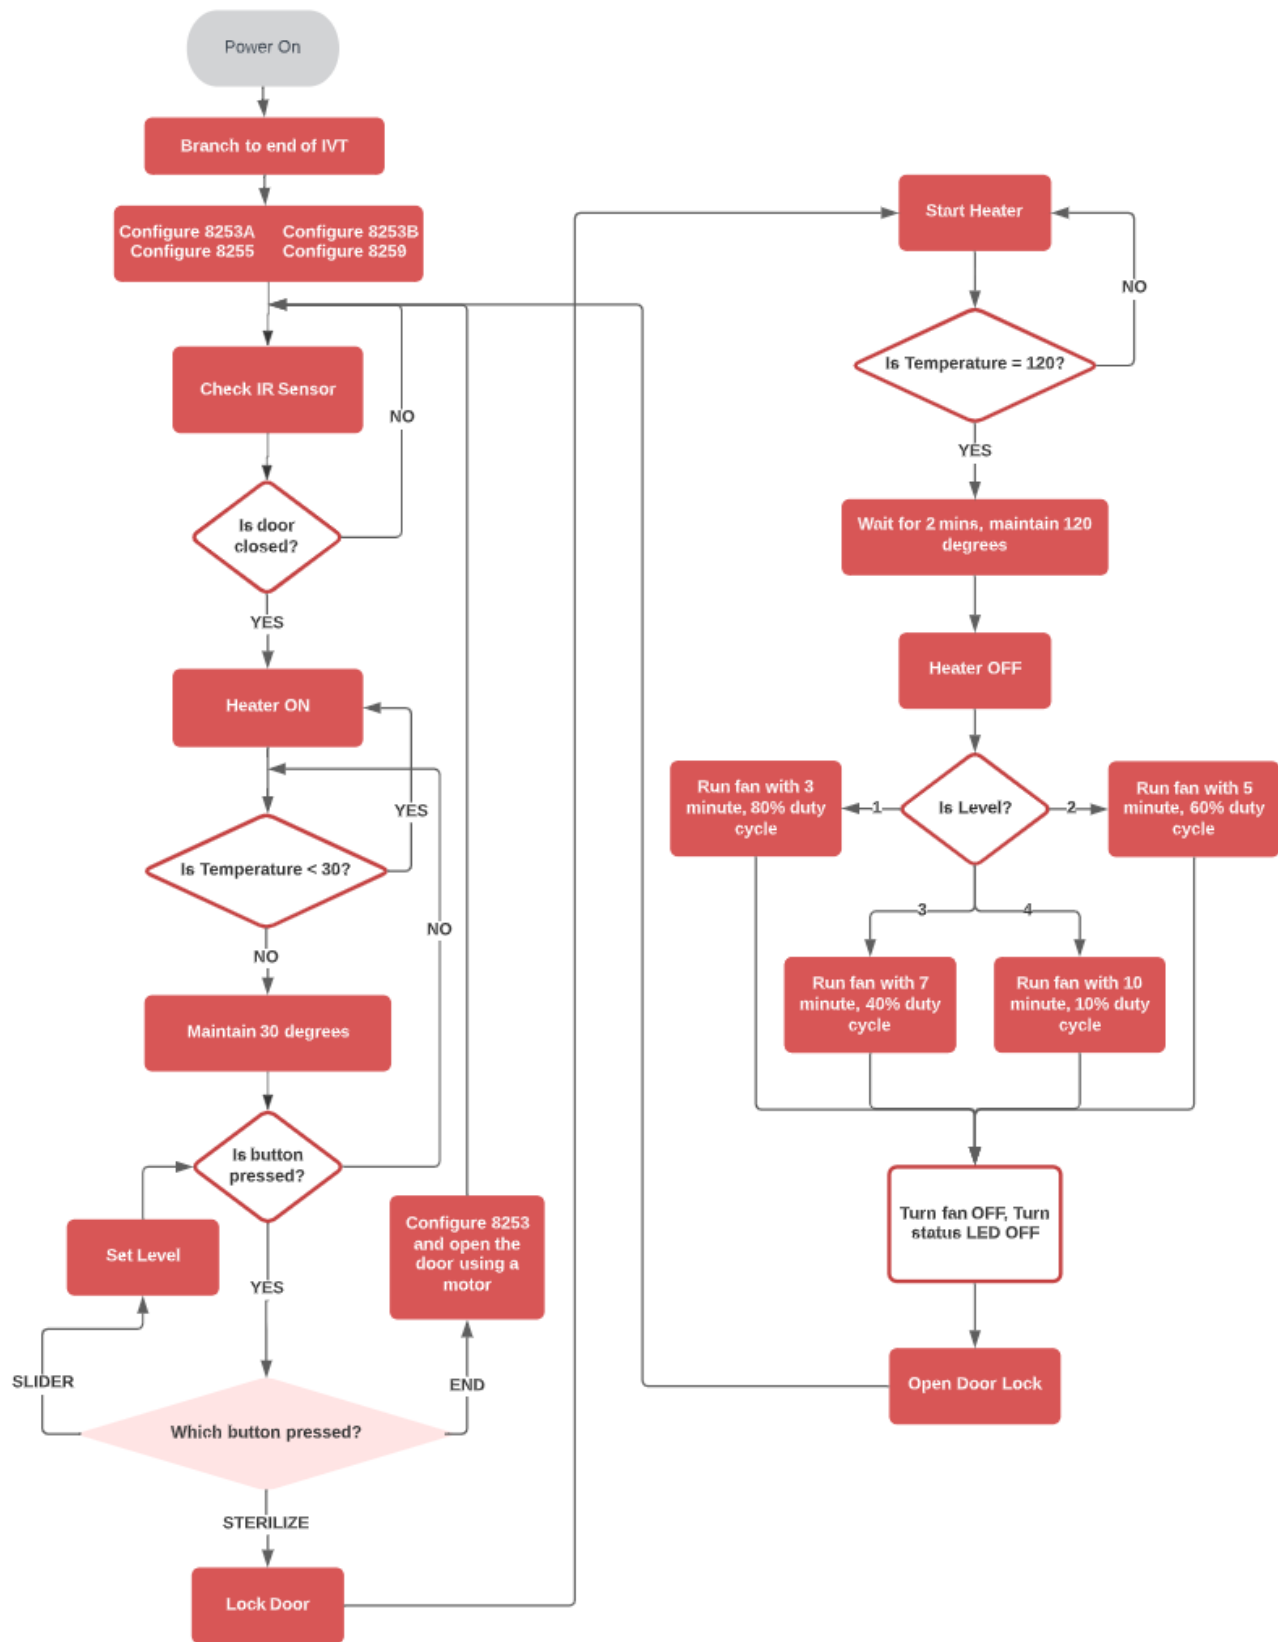 Power On
Branch to end of IVT
Configure 8253A Configure 8253B
Configure 8255 Configure 8259
Check IR Sensor
NO
Is door
closed?
YES
Heater ON
YES
Is Temperature < 30?
NO
NO
Maintain 30 degrees
Is button
pressed?
Set Level
YES
Configure 8253
and open the
door using a
motor
SLIDER
END
Which button pressed?
STERILIZE
Lock Door
Start Heater
NO
Is Temperature = 120?
YES
Wait for 2 mins, maintain 120
degrees
Heater OFF
Run fan with 3
minute, 80% duty
cycle
1
Is Level?
2
Run fan with 5
minute, 60% duty
cycle
3
4
Run fan with 7
minute, 40% duty
cycle
Run fan with 10
minute, 10% duty
cycle
Turn fan OFF, Turn
status LED OFF
Open Door Lock